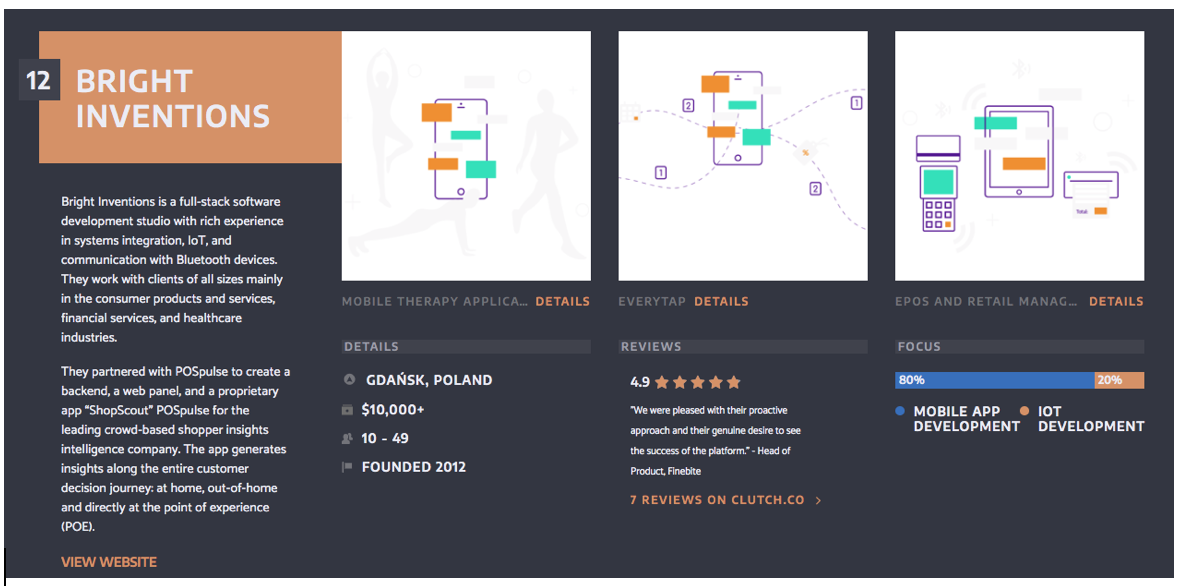 12
BRIGHT
INVENTIONS
Bright Inventions is a full-stack software
development studio with rich experience
in systems integration, IoT, and
communication with Bluetooth devices.
They work with clients of all sizes mainly
in the consumer products and services,
financial services, and healthcare
industries.
They partnered with POSpulse to create a
backend, a web panel, and a proprietary
app “ShopScout” POSpulse for the
leading crowd-based shopper insights
intelligence company. The app generates
insights along the entire customer
decision journey: at home, out-of-home
and directly at the point of experience
(POE).
VIEW WEBSITE
MOBILE THERAPY APPLICA... DETAILS
DETAILS
GDAŃSK, POLAND
$10,000+
10 - 49
FOUNDED 2012
2
1
1
2
%
EVERYTAP DETAILS
REVIEWS
4.9
"We were pleased with their proactive
approach and their genuine desire to see
the success of the platform." - Head of
Product, Finebite
7 REVIEWS ON CLUTCH.CO >
Total:
EPOS AND RETAIL MANAG... DETAILS
FOCUS
80% 20%
MOBILE APP
DEVELOPMENT
IOT
DEVELOPMENT